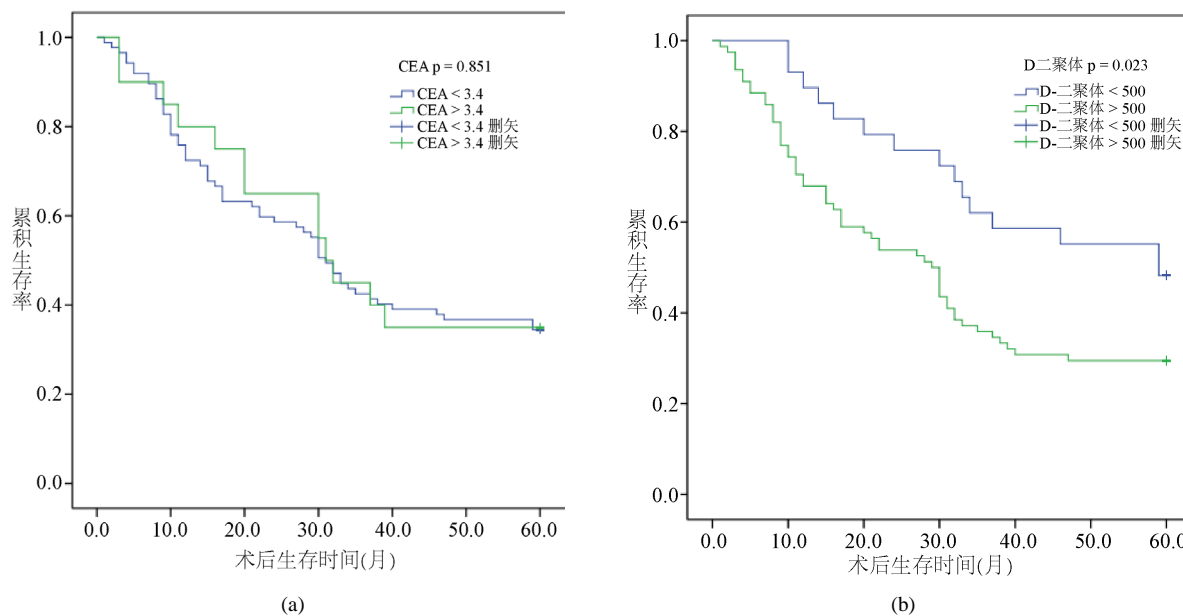 CEA p = 0.851
CEA < 3.4
CEA > 3.4
CEA < 3.4 删矢
CEA > 3.4 删矢
1.0
0.8
0.6
0.4
0.2
0.0
累积生存率
0.0 10.0 20.0 30.0 40.0 50.0 60.0
术后生存时间(月)
(a)
D二聚体 p = 0.023
D-二聚体 < 500
D-二聚体 > 500
D-二聚体 < 500 删矢
D-二聚体 > 500 删矢
1.0
0.8
0.6
0.4
0.2
0.0
累积生存率
0.0 10.0 20.0 30.0 40.0 50.0 60.0
术后生存时间(月)
(b)